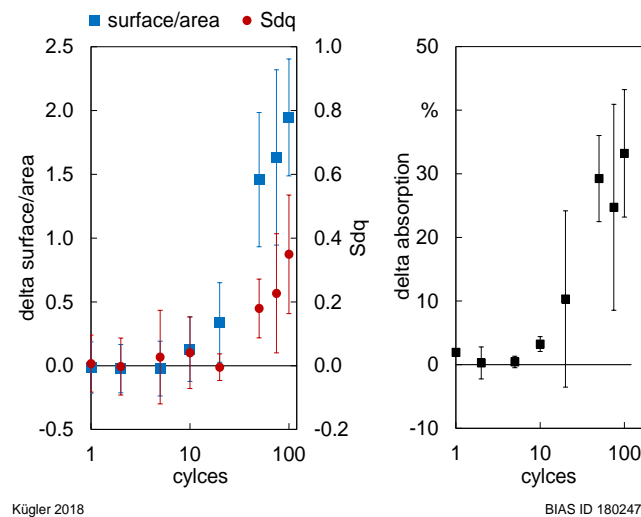 surface/area Sdq
2.5
2.0
1.5
1.0
0.5
0.0
-0.5
delta surface/area
1.0
0.8
0.6
0.4
0.2
0.0
-0.2
Sdq
1 10 100
cylces
50
%
30
20
10
0
-10
delta absorption
1 10 100
cylces
Kügler 2018 BIAS ID 180247